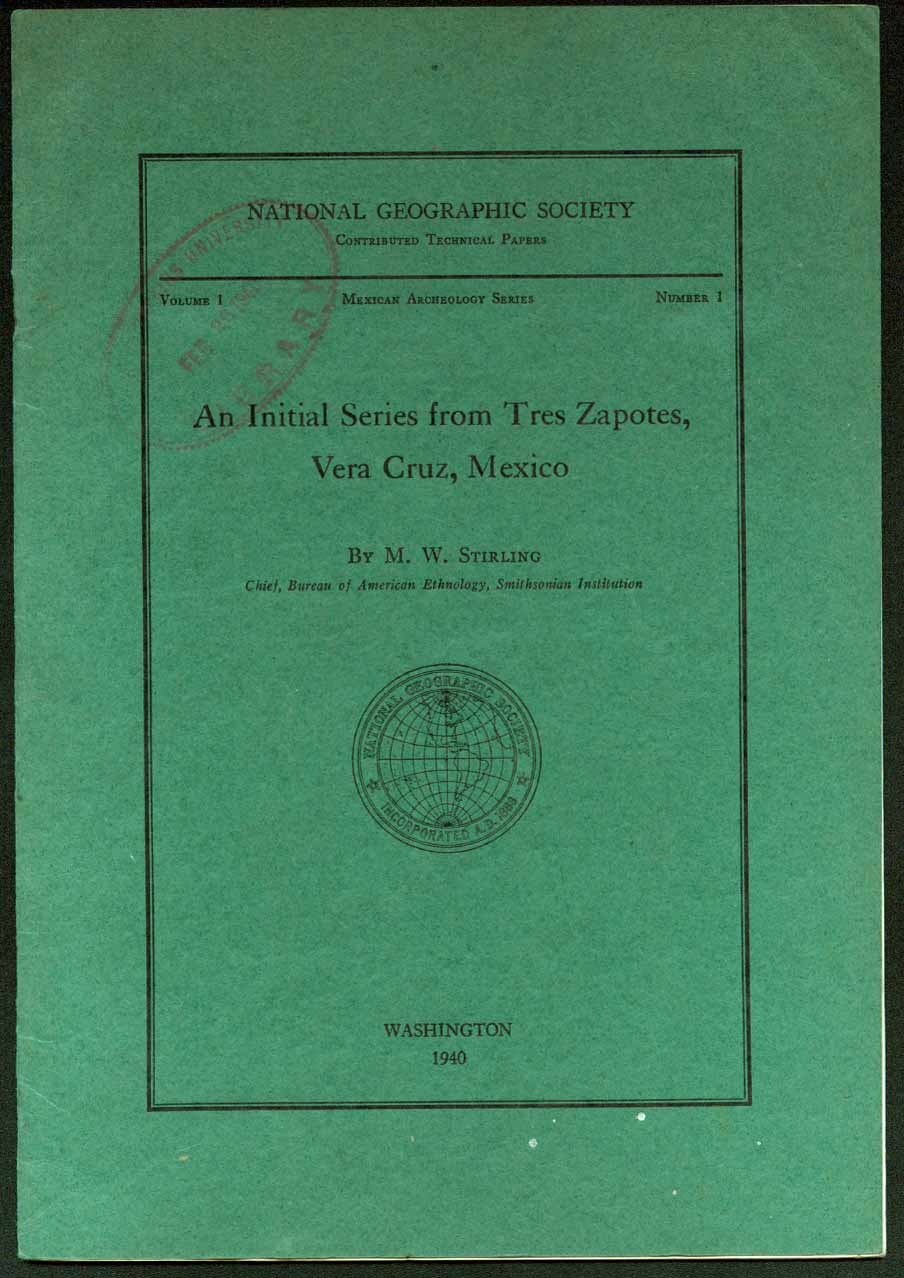 NATIONAL GEOGRAPHIC SOCIETY
CONTRIBUTED TECHNICAL PAPERS
VOLUME 1 MEXICAN ARCHEOLOGY SERIES NUMBER 1
UNIVERSITY
FEB
An Initial Series from Tres Zapotes,
Vera Cruz, Mexico
BY M. W. STIRLING
Chief, Bureau of American Ethnology, Smithsonian Institution
NATIONAL GEOGRAPHIC SOCIETY
INCORPORATED A.D. 1888
WASHINGTON
1940